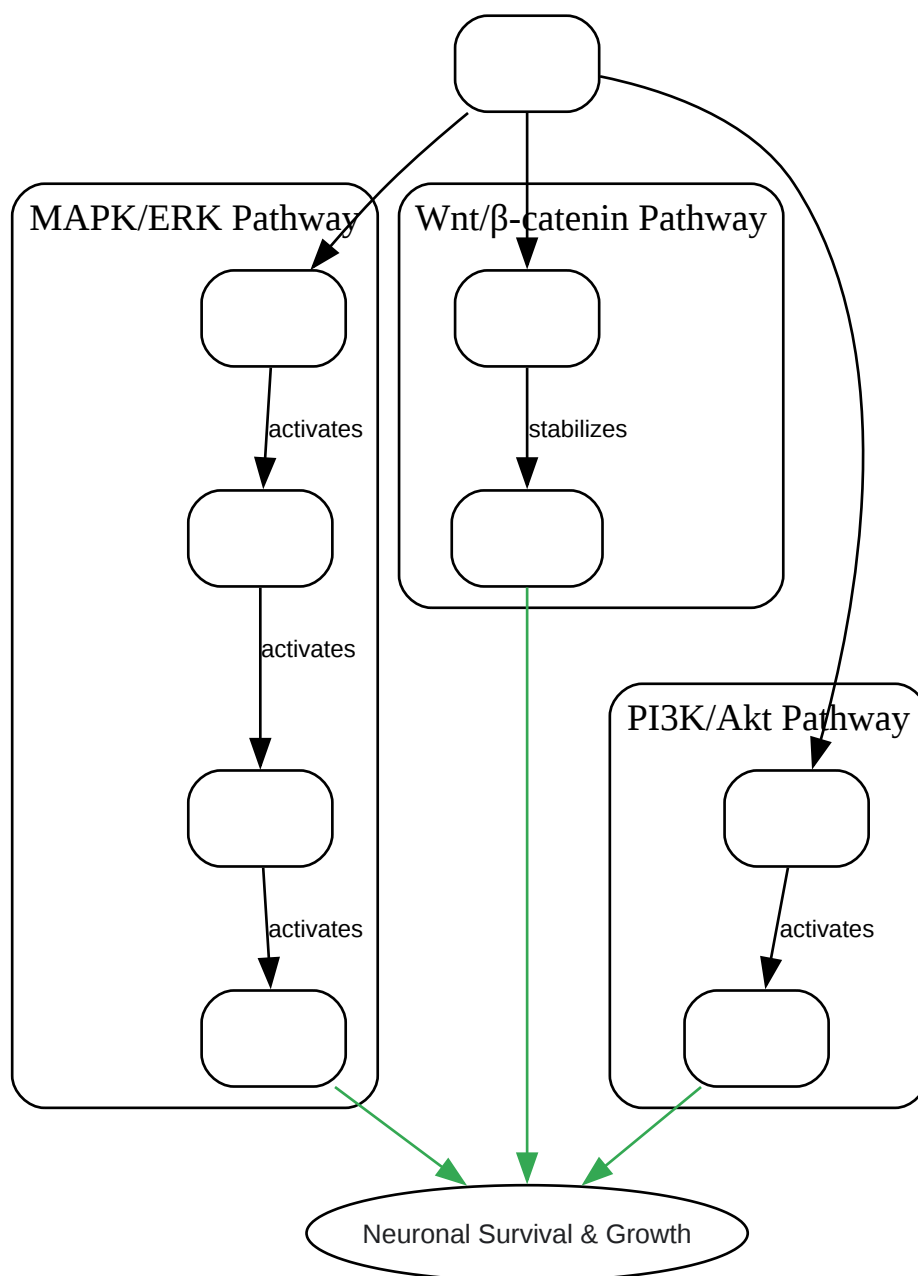 MAPK/ERK Pathway
Wnt/β-catenin Pathway
activates
stabilizes
activates
PI3K/Akt Pathway
activates
activates
Neuronal Survival & Growth